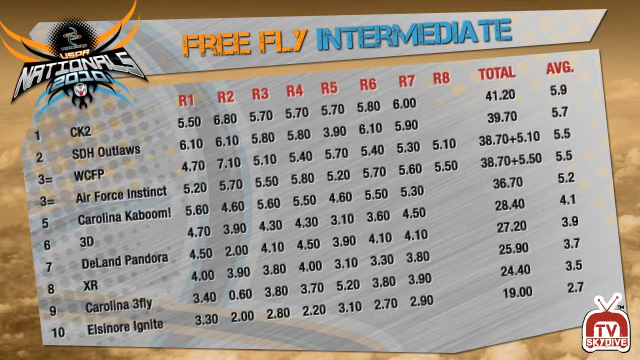 USPA
NATIONALS
2010
FREE FLY INTERMEDIATE
R1 R2 R3 R4 R5 R6 R7 R8 TOTAL AVG.
1 CK2 5.50 6.80 5.70 5.70 5.70 5.80 6.00 41.20 5.9
2 SDH Outlaws 6.10 6.10 5.80 5.80 3.90 6.10 5.90 39.70 5.7
3= WCFP 4.70 7.10 5.10 5.40 5.70 5.40 5.30 5.10 38.70+5.10 5.5
3= Air Force Instinct 5.20 5.70 5.50 5.80 5.20 5.70 5.60 5.50 38.70+5.50 5.5
5 Carolina Kaboom! 5.60 4.60 5.60 5.50 4.60 5.50 5.30 36.70 5.2
6 3D 4.70 3.90 4.30 4.30 3.10 3.60 4.50 28.40 4.1
7 DeLand Pandora 4.50 2.00 4.10 4.50 3.90 4.10 4.10 27.20 3.9
8 XR 4.00 3.90 3.80 4.00 3.10 3.30 3.80 25.90 3.7
9 Carolina 3fly 3.40 0.60 3.80 3.70 5.20 3.80 3.90 24.40 3.5
10 Elsinore Ignite 3.30 2.00 2.80 2.20 3.10 2.70 2.90 19.00 2.7
TV
SKYDIVE
TM